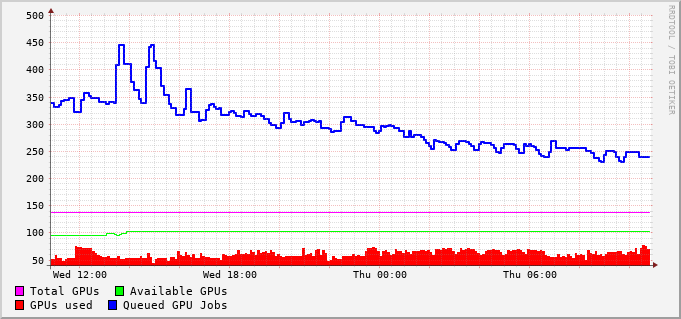 500
450
400
350
300
250
200
150
100
50
Wed 12:00 Wed 18:00 Thu 00:00 Thu 06:00
Total GPUs Available GPUs
GPUs used Queued GPU Jobs
RRDTOOL / TOBI OETIKER